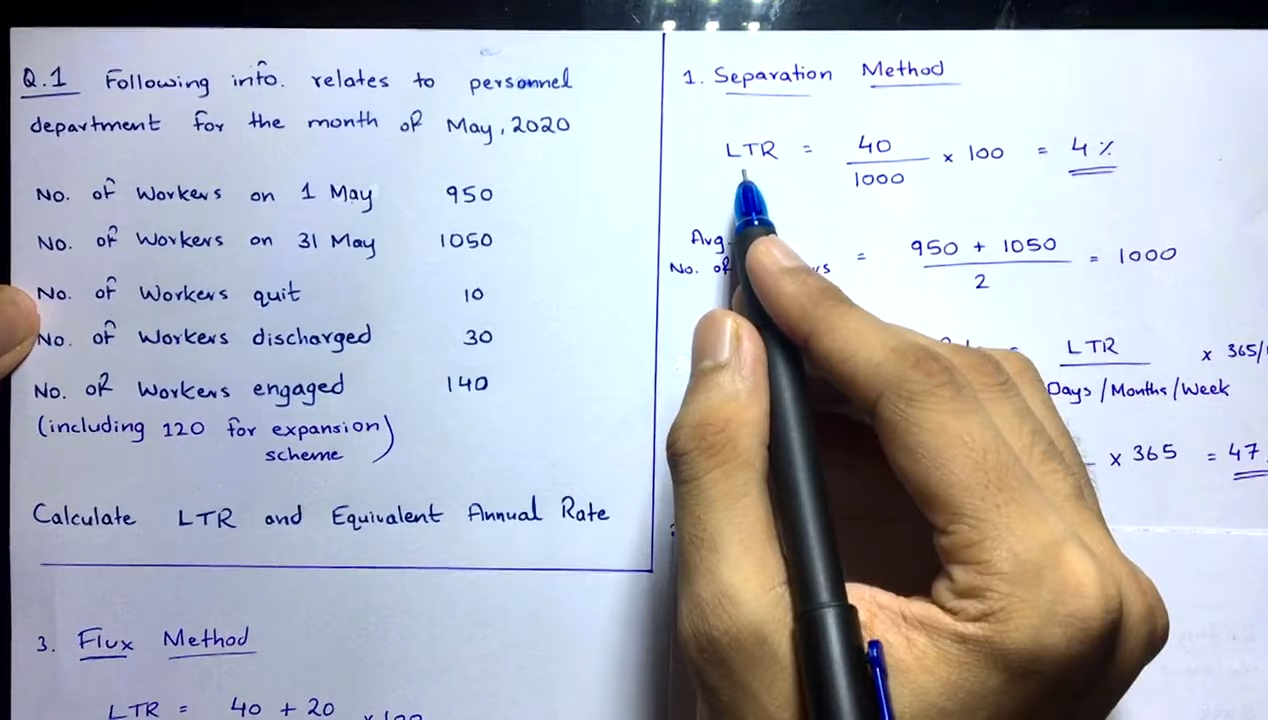 Q.1 Following info. relates to personnel
department for the month of May, 2020
No. of Workers on 1 May 950
No. of Workers on 31 May 1050
No. of Workers quit 10
No. of Workers discharged 30
No. of Workers engaged 140
(including 120 for expansion
scheme)
Calculate LTR and Equivalent Annual Rate
3. Flux Method
LTR = 40 + 20 x 100
1. Separation Method
LTR = 40 / 1000 x 100 = 4 %
Avg.
No. of = 950 + 1050 / 2 = 1000
= LTR x 365/
Days / Months / Week
x 365 = 47